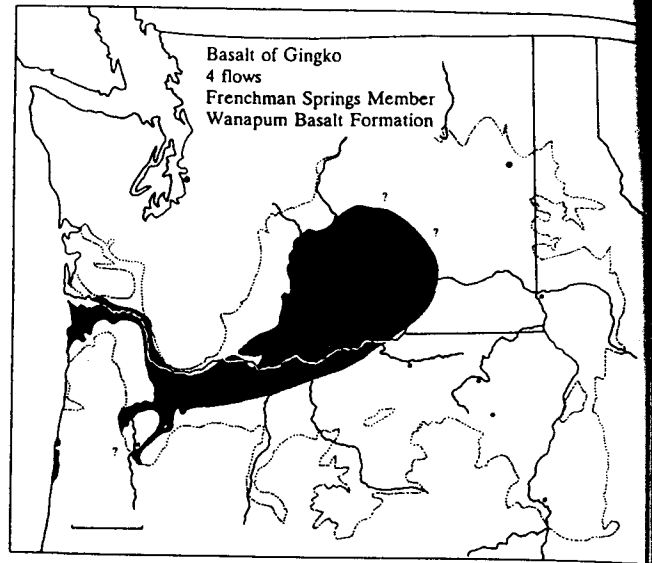 Basalt of Gingko
4 flows
Frenchman Springs Member
Wanapum Basalt Formation
?
?
?